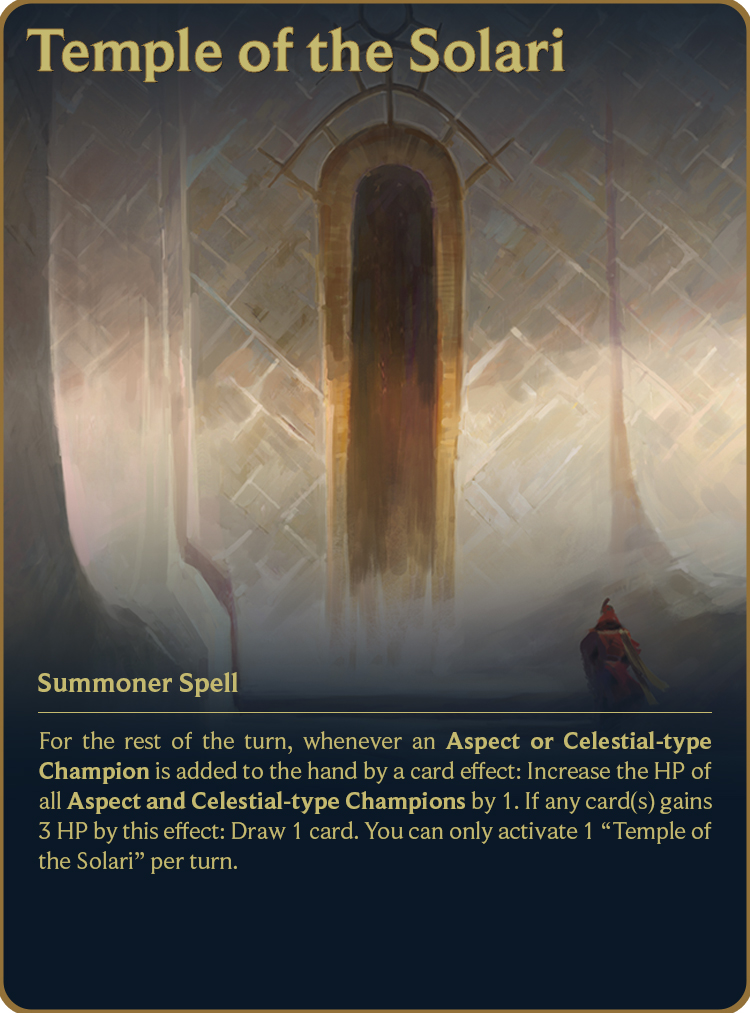 Temple of the Solari
Summoner Spell
For the rest of the turn, whenever an Aspect or Celestial-type
Champion is added to the hand by a card effect: Increase the HP of
all Aspect and Celestial-type Champions by 1. If any card(s) gains
3 HP by this effect: Draw 1 card. You can only activate 1 “Temple of
the Solari” per turn.